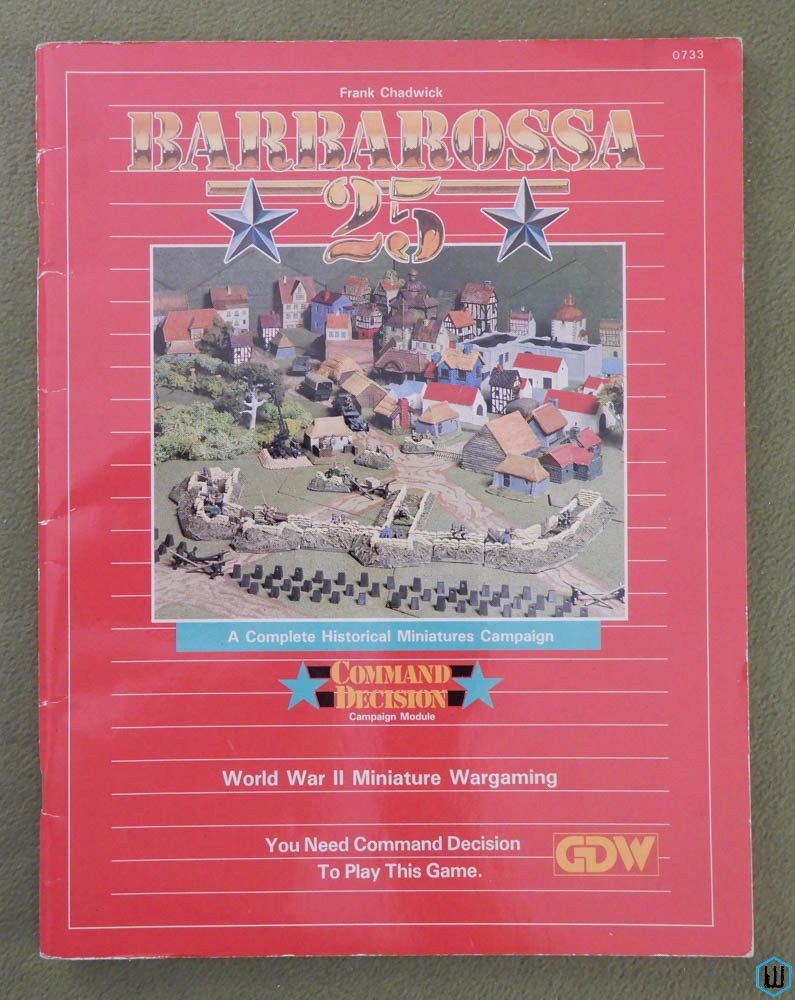 0733
Frank Chadwick
BARBAROSSA
25
A Complete Historical Miniatures Campaign
COMMAND
DECISION
Campaign Module
World War II Miniature Wargaming
You Need Command Decision
To Play This Game.
GDW
W